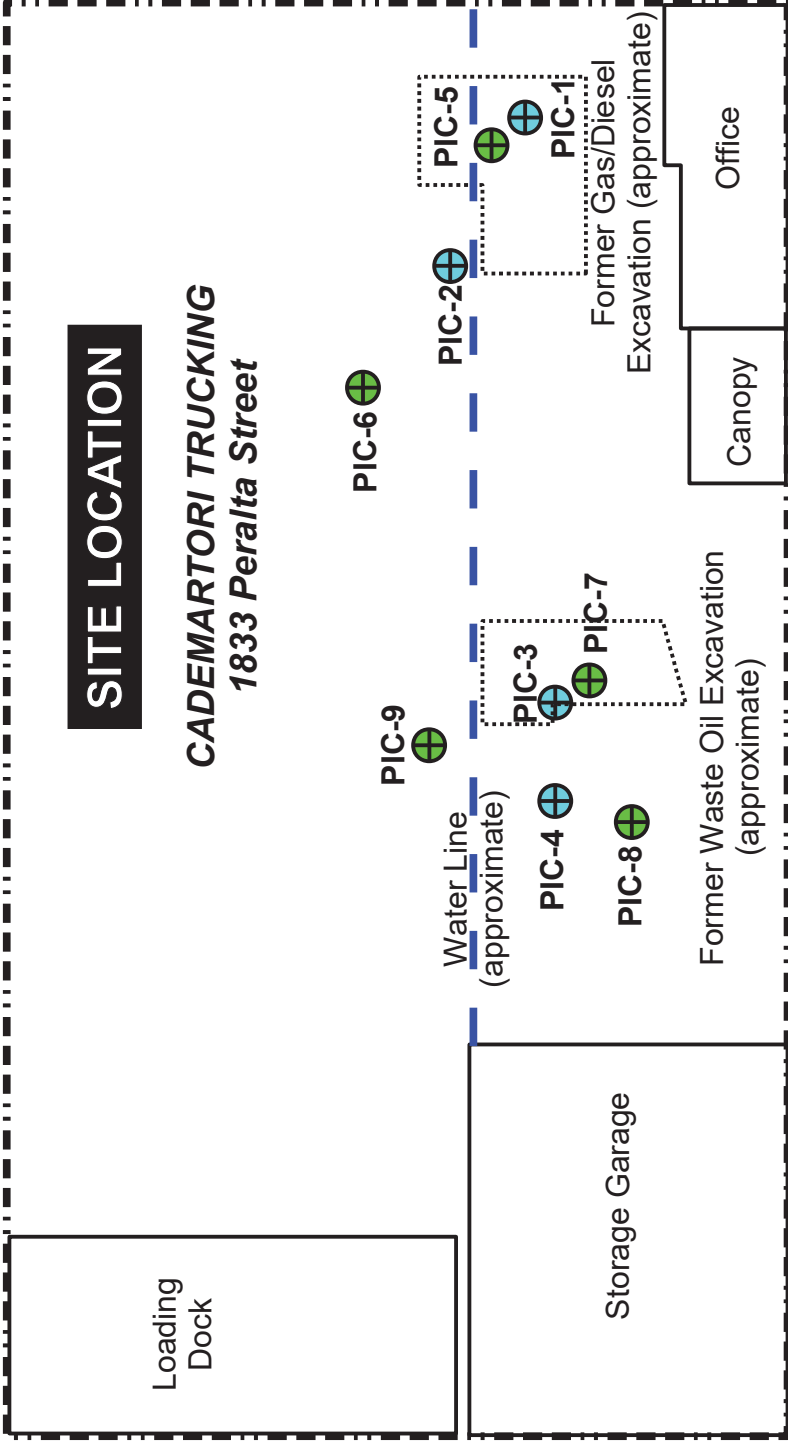 SITE LOCATION
CADEMARTORI TRUCKING
1833 Peralta Street
Loading
Dock
PIC-9
PIC-6
PIC-2
PIC-5
PIC-1
Water Line
(approximate)
PIC-4
PIC-3
PIC-7
PIC-8
Former Gas/Diesel
Excavation (approximate)
Former Waste Oil Excavation
(approximate)
Storage Garage
Canopy
Office